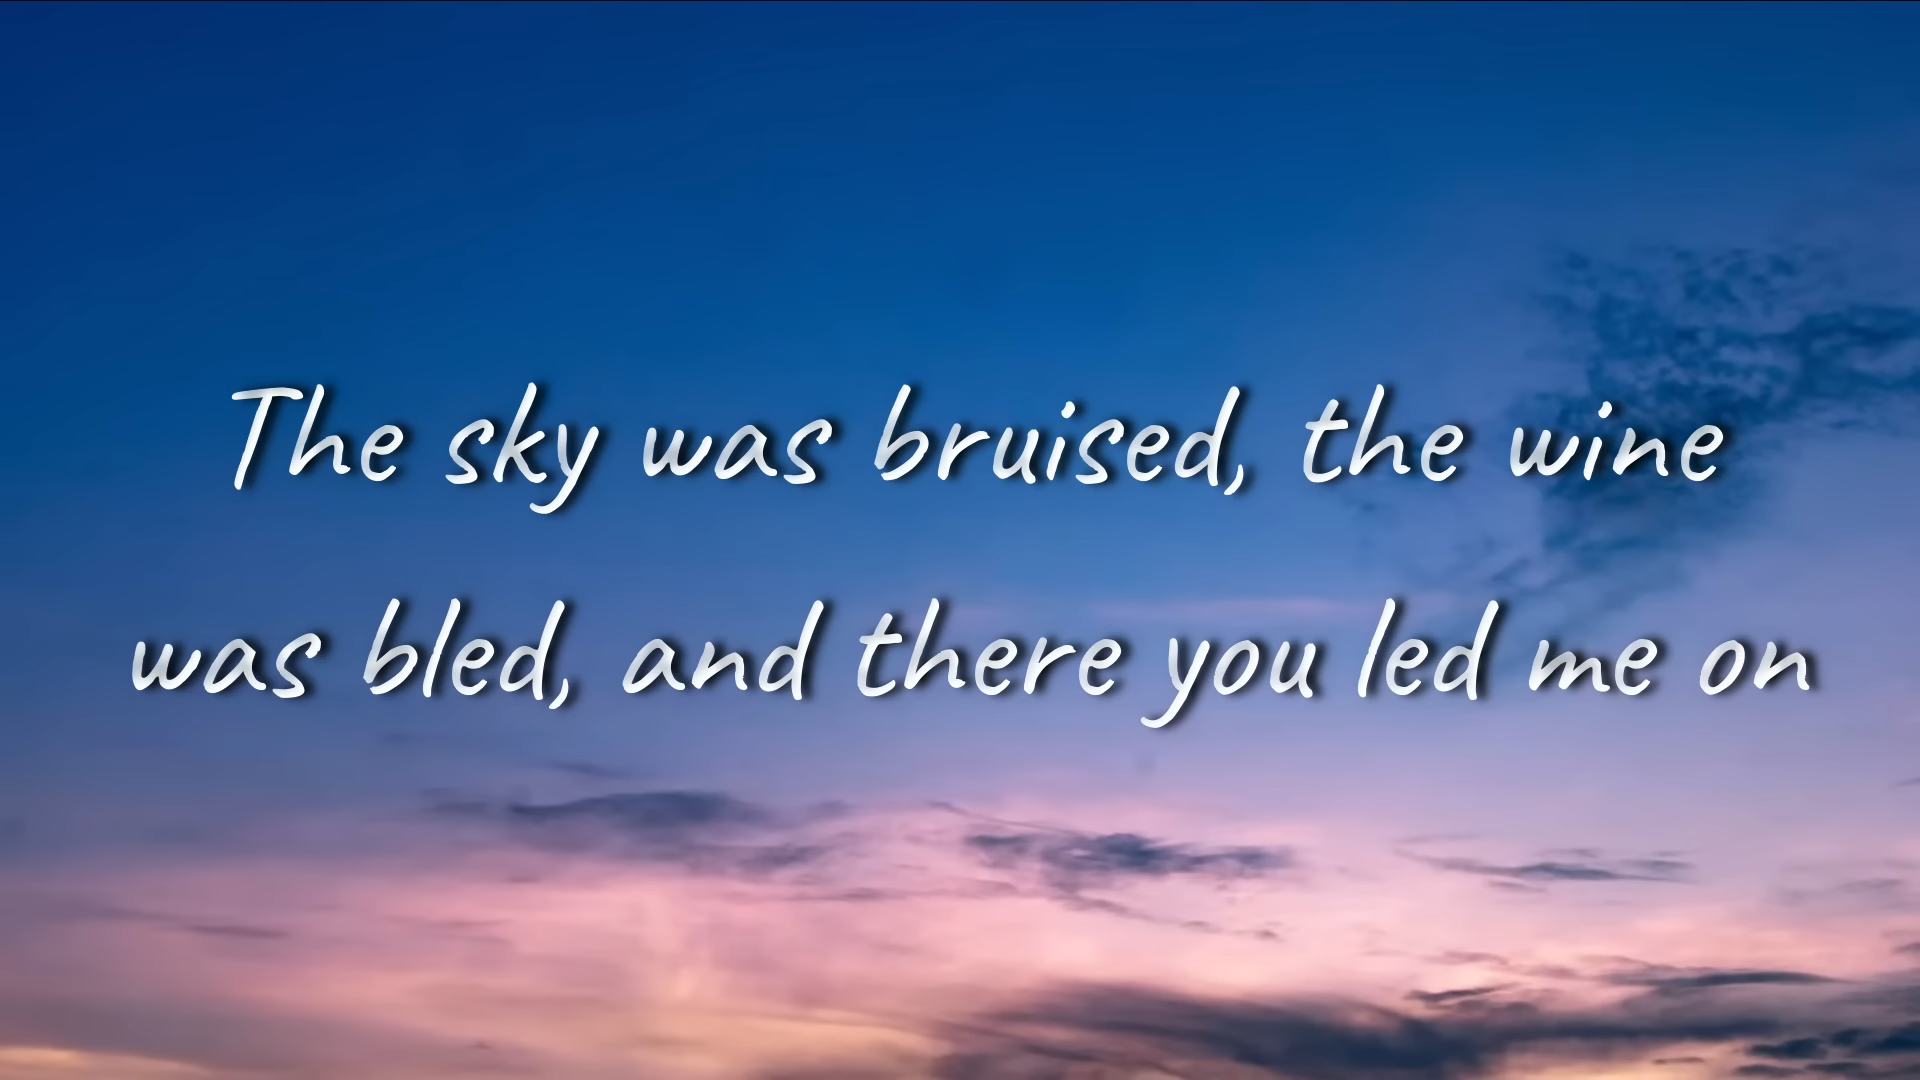 The sky was bruised, the wine
was bled, and there you led me on